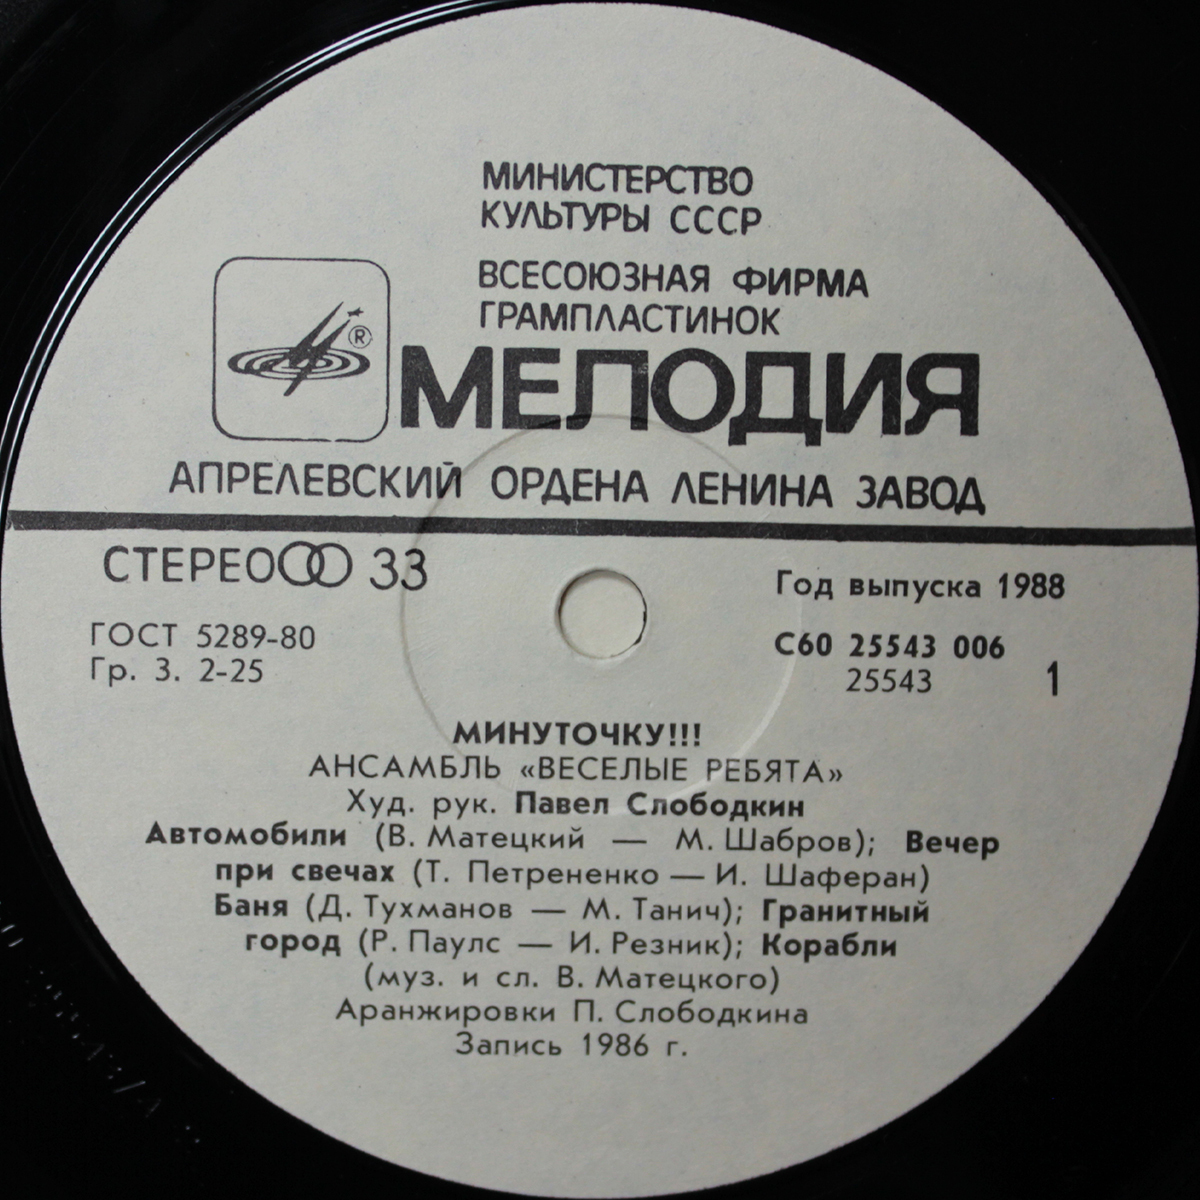 МИНИСТЕРСТВО
КУЛЬТУРЫ СССР
ВСЕСОЮЗНАЯ ФИРМА
ГРАМПЛАСТИНОК
®
МЕЛОДИЯ
АПРЕЛЕВСКИЙ ОРДЕНА ЛЕНИНА ЗАВОД
СТЕРЕО 33
Год выпуска 1988
ГОСТ 5289-80
Гр. 3. 2-25
С60 25543 006
25543 1
МИНУТОЧКУ!!!
АНСАМБЛЬ «ВЕСЕЛЫЕ РЕБЯТА»
Худ. рук. Павел Слободкин
Автомобили (В. Матецкий — М. Шабров); Вечер
при свечах (Т. Петрененко — И. Шаферан)
Баня (Д. Тухманов — М. Танич); Гранитный
город (Р. Паулс — И. Резник); Корабли
(муз. и сл. В. Матецкого)
Аранжировки П. Слободкина
Запись 1986 г.